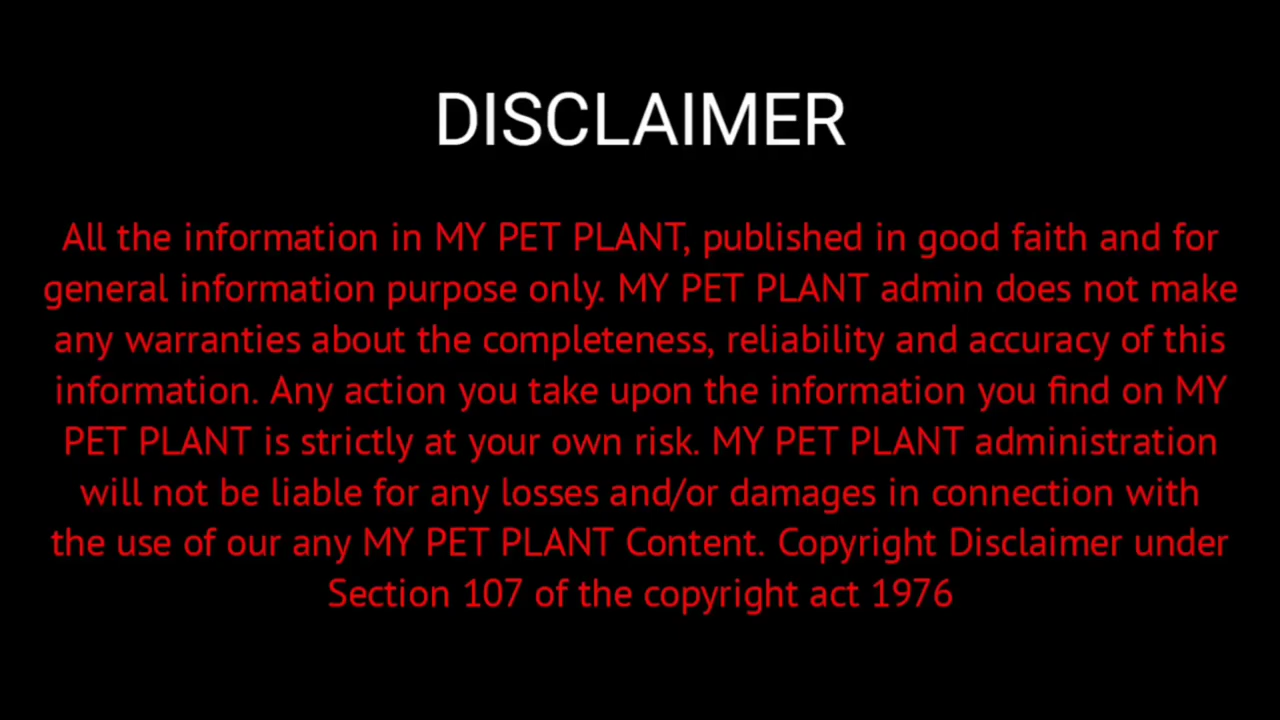 DISCLAIMER
All the information in MY PET PLANT, published in good faith and for
general information purpose only. MY PET PLANT admin does not make
any warranties about the completeness, reliability and accuracy of this
information. Any action you take upon the information you find on MY
PET PLANT is strictly at your own risk. MY PET PLANT administration
will not be liable for any losses and/or damages in connection with
the use of our any MY PET PLANT Content. Copyright Disclaimer under
Section 107 of the copyright act 1976